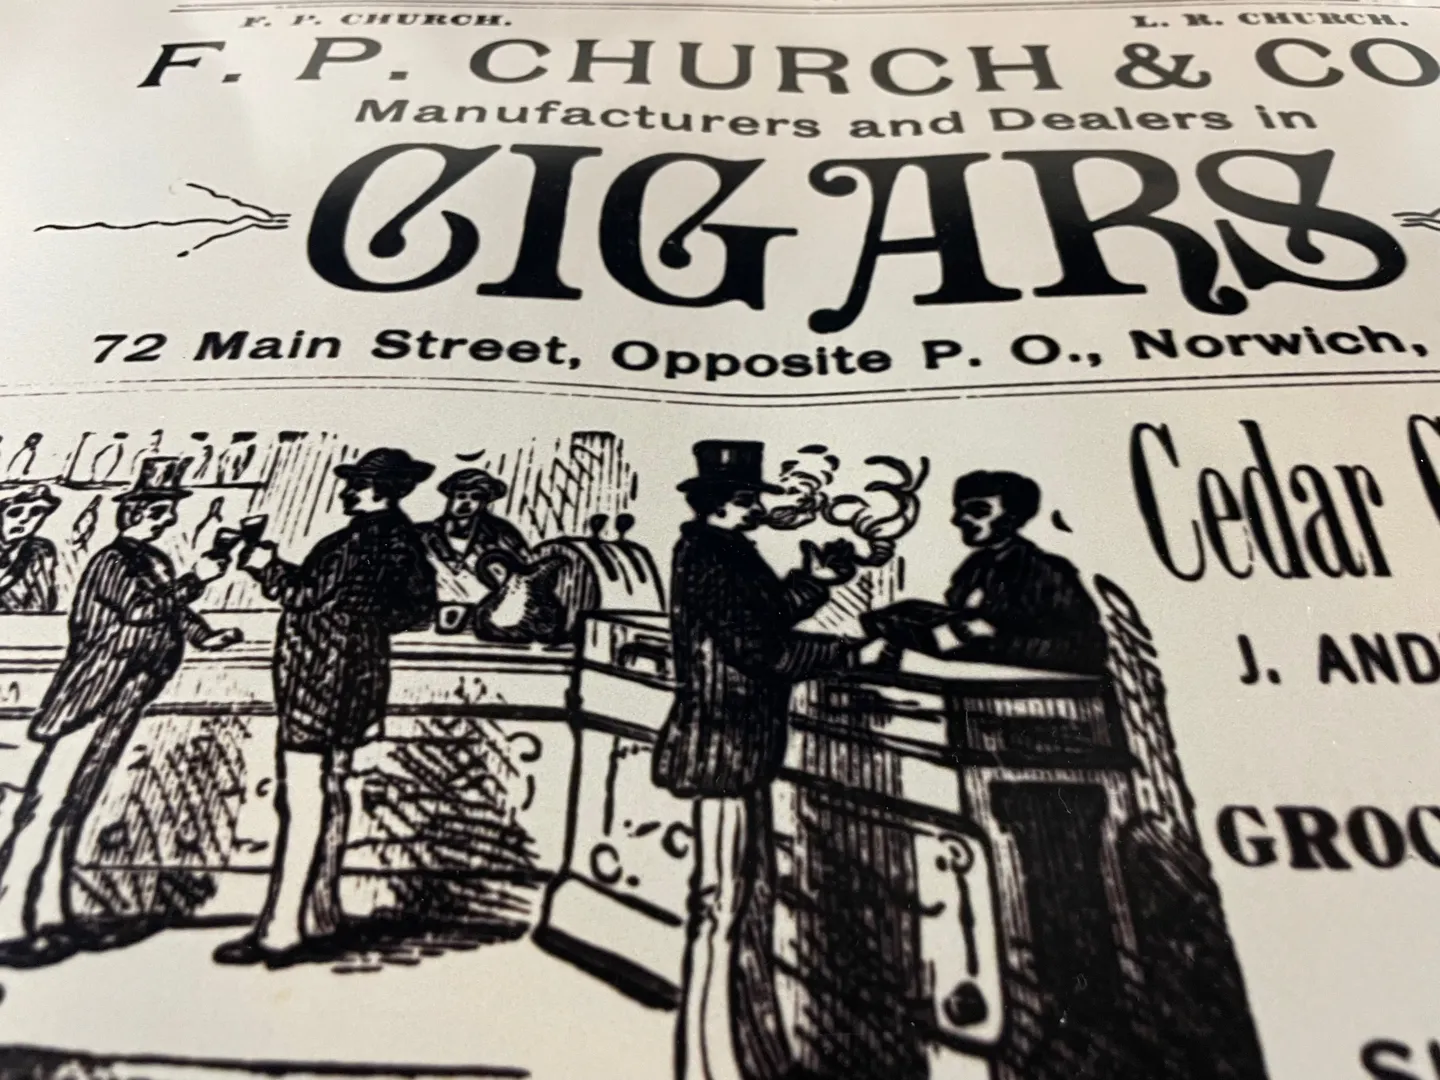 F. P. CHURCH. L. R. CHURCH.
F. P. CHURCH & CO
Manufacturers and Dealers in
CIGARS
72 Main Street, Opposite P. O., Norwich,
Cedar
J. AND
GROC